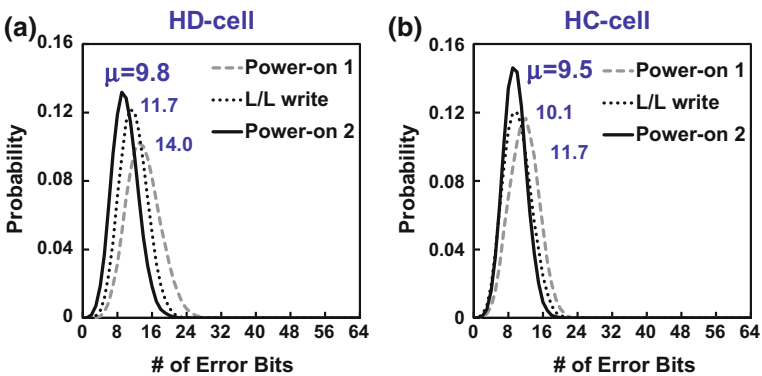 (a)
HD-cell
0.16
0.12
0.08
0.04
0
Probability
μ=9.8
11.7
14.0
Power-on 1
L/L write
Power-on 2
0 8 16 24 32 40 48 56 64
# of Error Bits
(b)
HC-cell
0.16
0.12
0.08
0.04
0
Probability
μ=9.5
10.1
11.7
Power-on 1
L/L write
Power-on 2
0 8 16 24 32 40 48 56 64
# of Error Bits